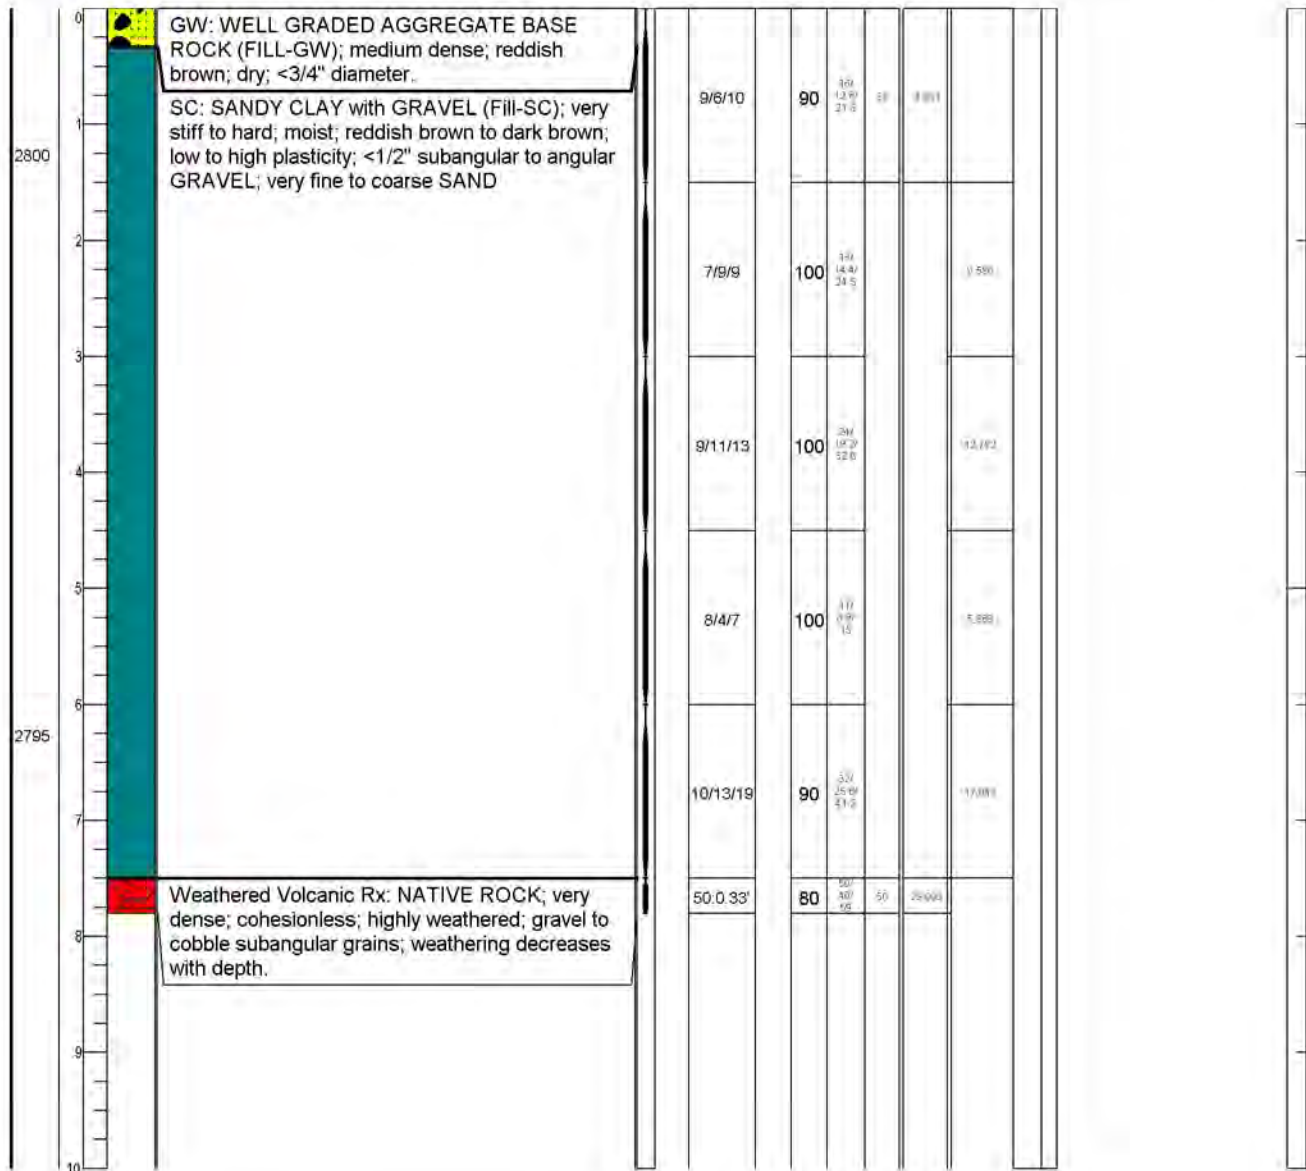 0
GW: WELL GRADED AGGREGATE BASE
ROCK (FILL-GW); medium dense; reddish
brown; dry; <3/4" diameter.
SC: SANDY CLAY with GRAVEL (Fill-SC); very
stiff to hard; moist; reddish brown to dark brown;
low to high plasticity; <1/2" subangular to angular
GRAVEL; very fine to coarse SAND
9/6/10 90
1
2800
2
7/9/9 100
3
9/11/13 100
4
5
8/4/7 100
6
2795
10/13/19 90
7
Weathered Volcanic Rx: NATIVE ROCK; very
dense; cohesionless; highly weathered; gravel to
cobble subangular grains; weathering decreases
with depth.
50:0.33' 80 50
8
9
10